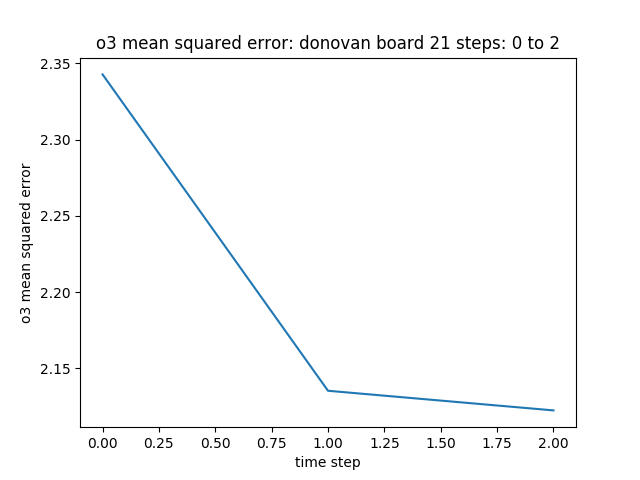 o3 mean squared error: donovan board 21 steps: 0 to 2
2.35
2.30
2.25
2.20
2.15
o3 mean squared error
0.00 0.25 0.50 0.75 1.00 1.25 1.50 1.75 2.00
time step